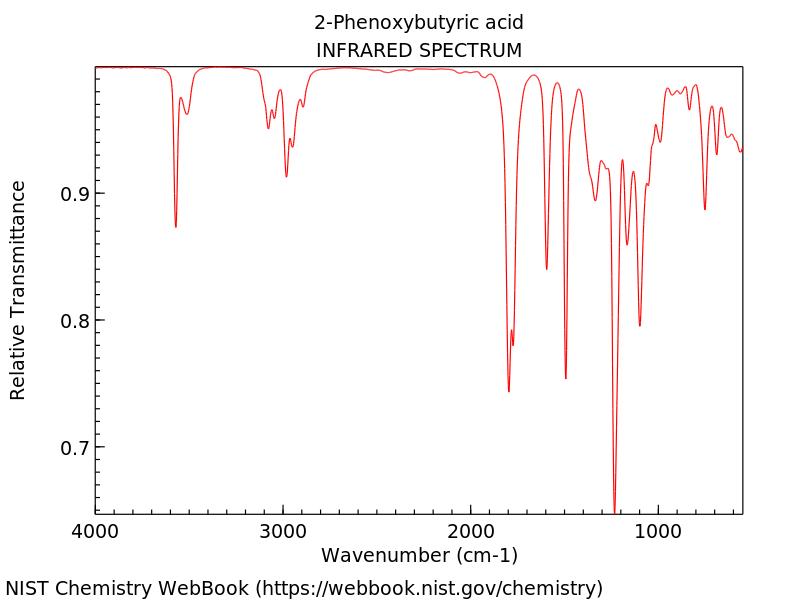 2-Phenoxybutyric acid
INFRARED SPECTRUM
Relative Transmittance
0.9
0.8
0.7
4000 3000 2000 1000
Wavenumber (cm-1)
NIST Chemistry WebBook (https://webbook.nist.gov/chemistry)